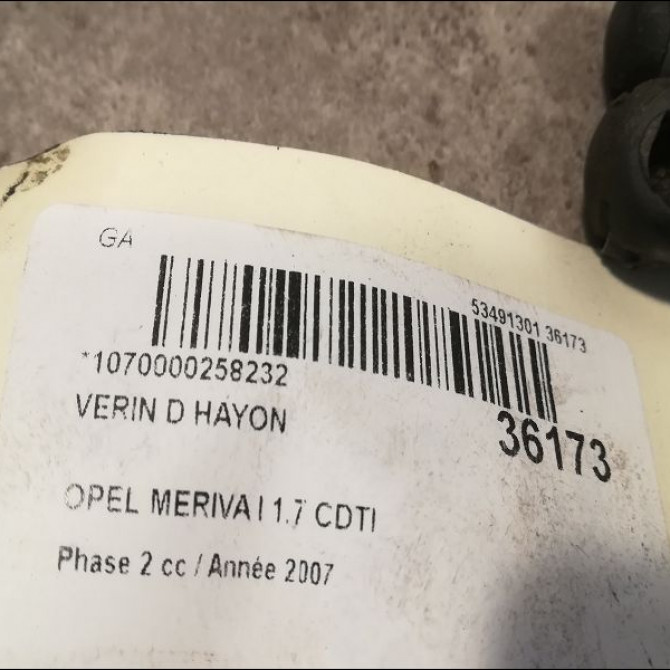 GA
53491301 36173
*1070000258232
VERIN D HAYON
36173
OPEL MERIVA I 1.7 CDTI
Phase 2 cc / Année 2007